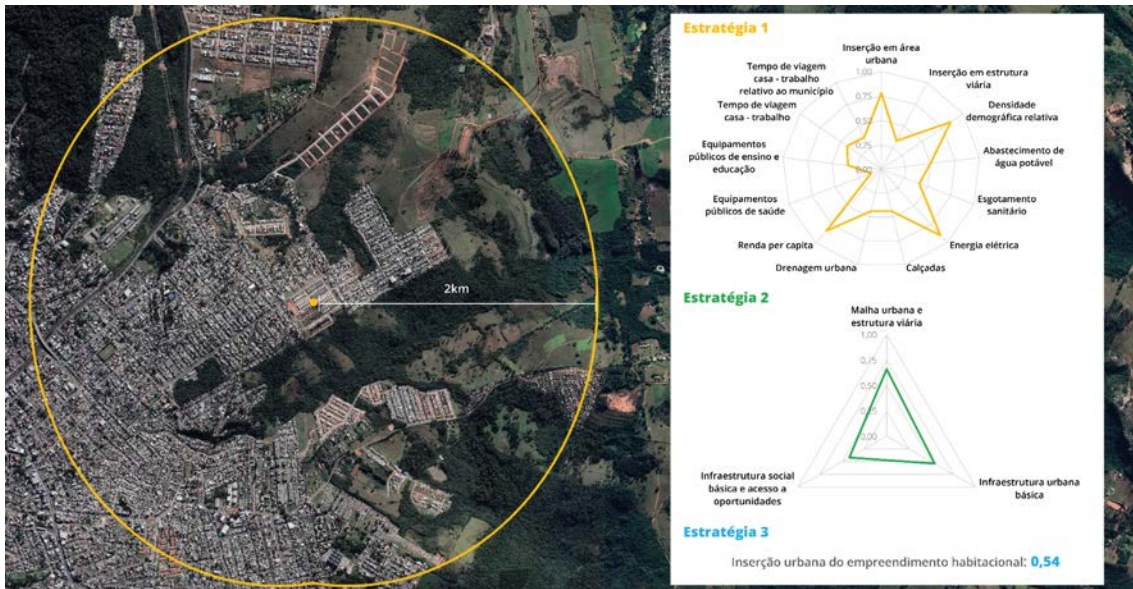 2km
Estratégia 1
Inserção em área
urbana
Inserção em estrutura
viária
Densidade
demográfica relativa
Abastecimento de
água potável
Esgotamento
sanitário
Energia elétrica
Calçadas
Drenagem urbana
Renda per capita
Equipamentos
públicos de saúde
Equipamentos
públicos de ensino e
educação
Tempo de viagem
casa - trabalho
Tempo de viagem
casa - trabalho
relativo ao município
1,00
0,75
0,50
0,25
0,00
Estratégia 2
Malha urbana e
estrutura viária
1,00
0,75
0,50
0,25
0,00
Infraestrutura social
básica e acesso a
oportunidades
Infraestrutura urbana
básica
Estratégia 3
Inserção urbana do empreendimento habitacional: 0,54